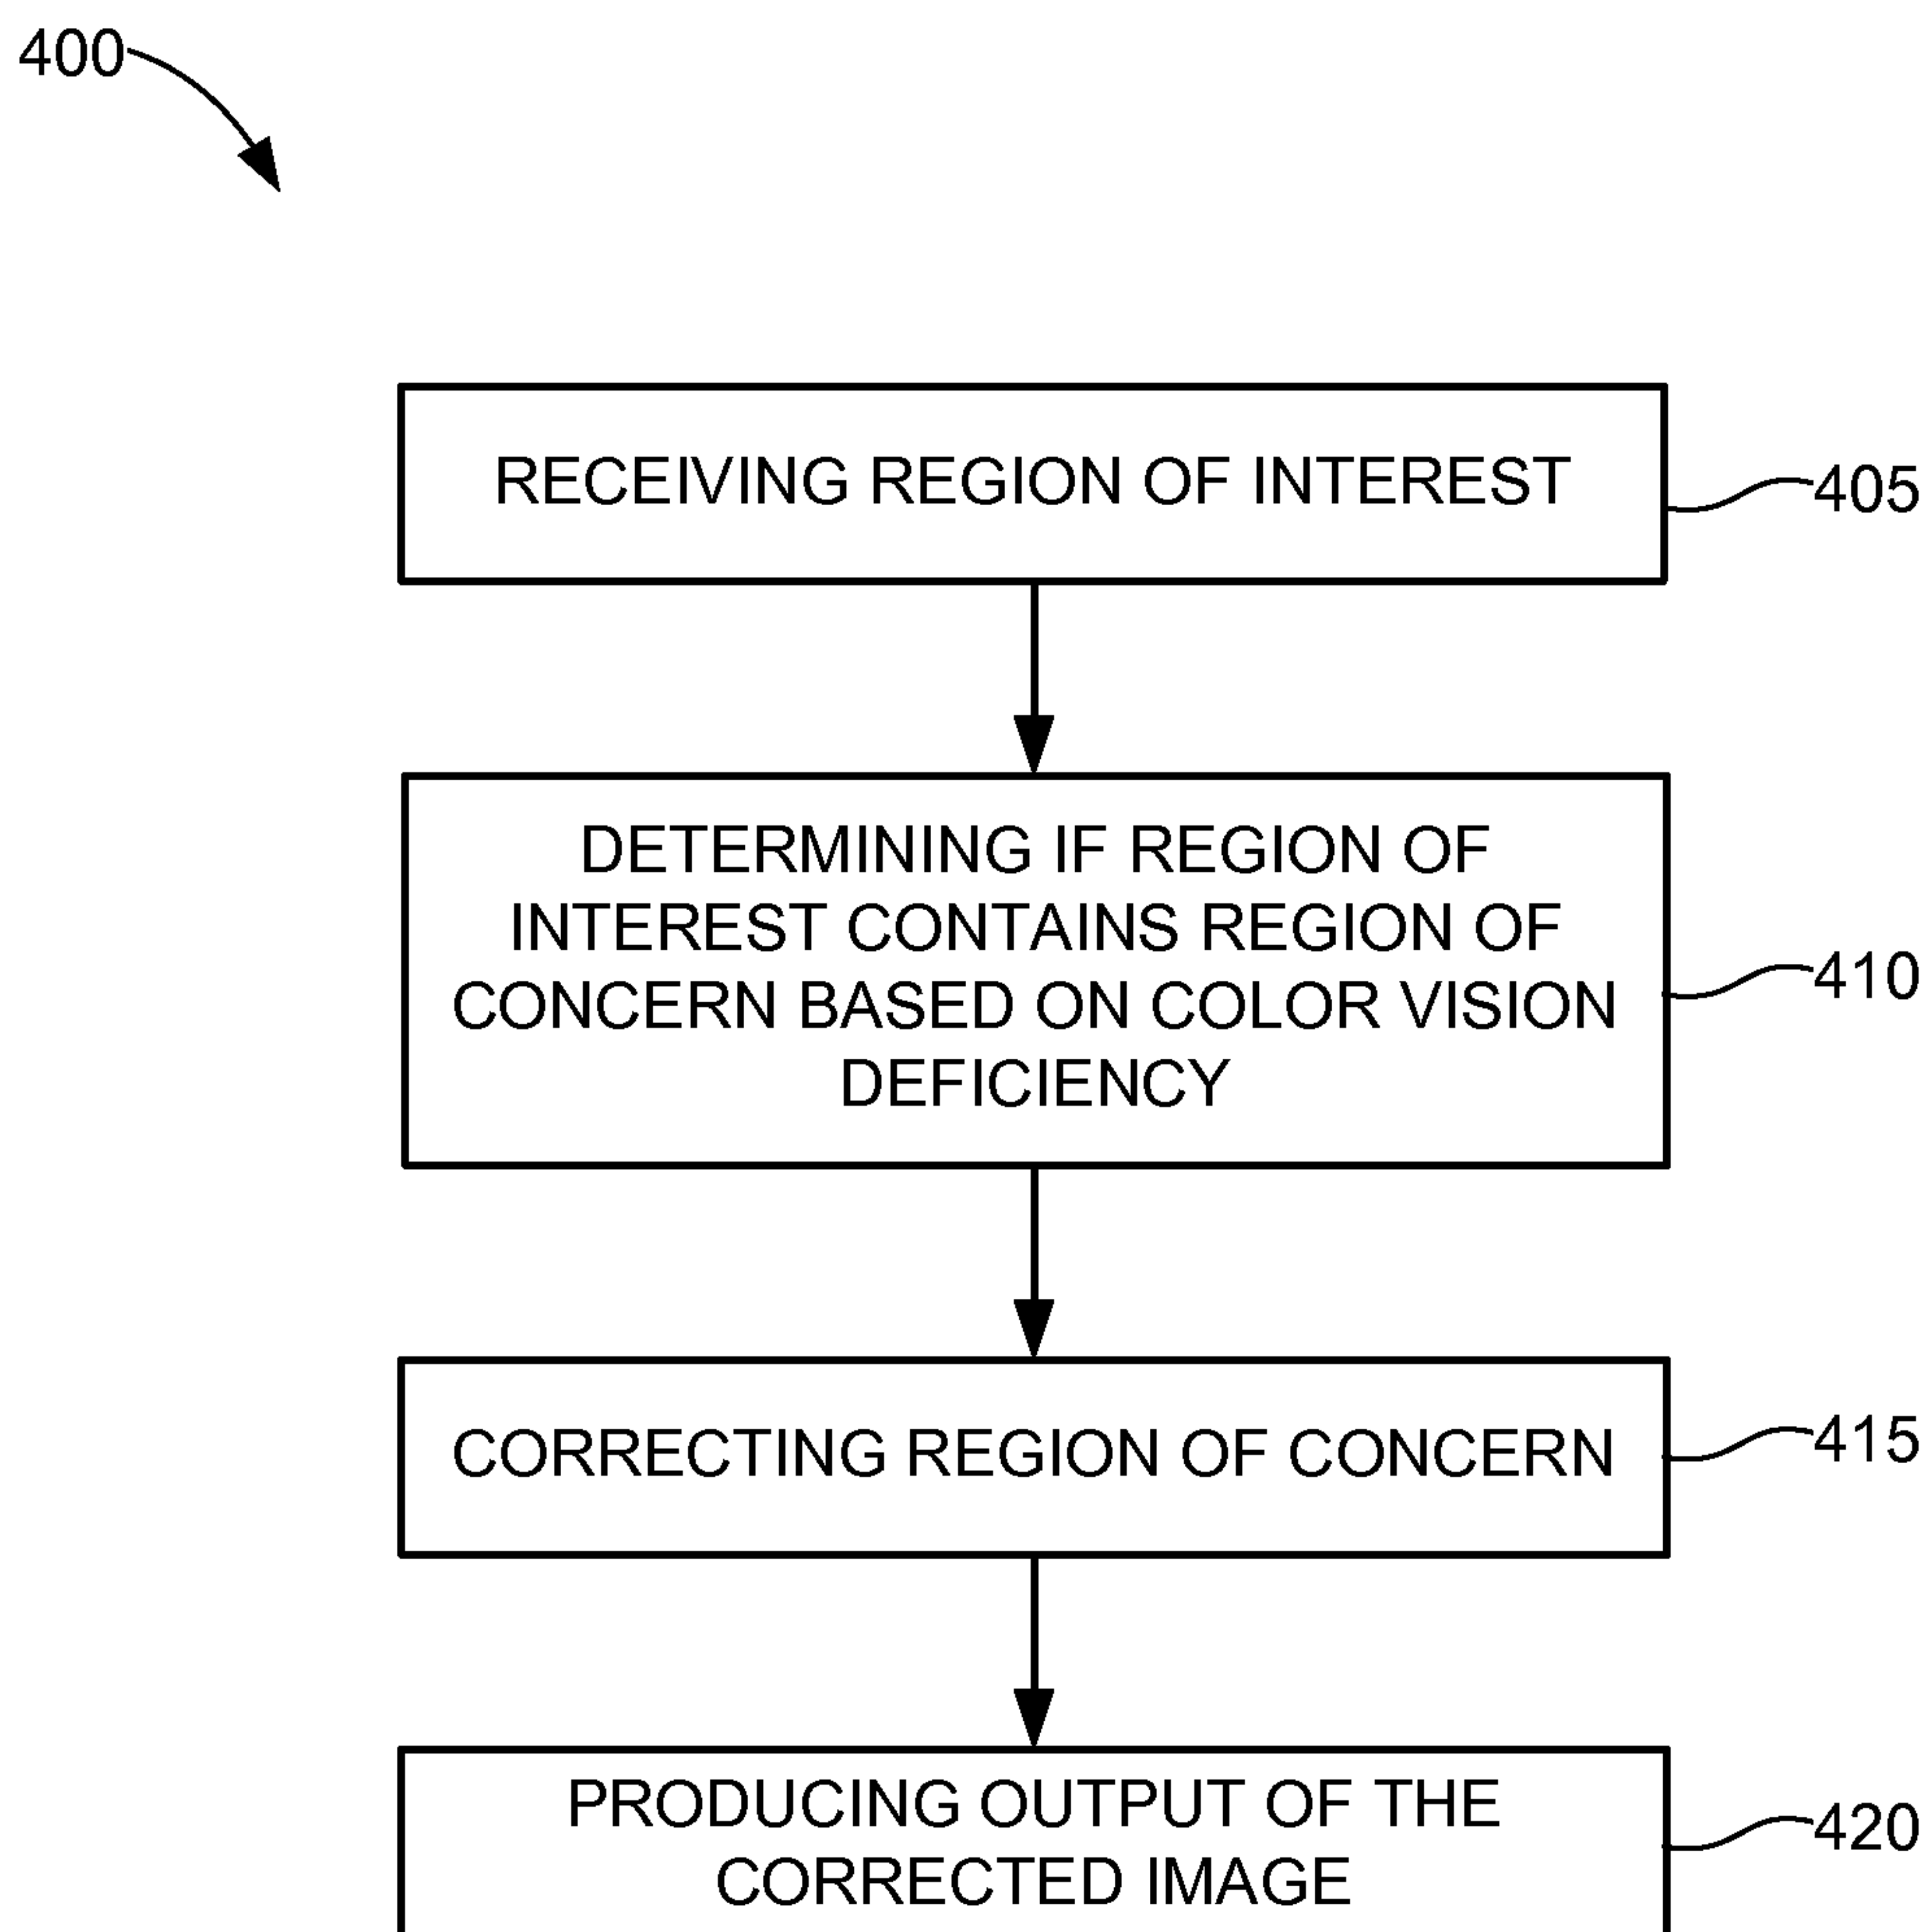 400
RECEIVING REGION OF INTEREST
405
DETERMINING IF REGION OF
INTEREST CONTAINS REGION OF
CONCERN BASED ON COLOR VISION
DEFICIENCY
410
CORRECTING REGION OF CONCERN
415
PRODUCING OUTPUT OF THE
CORRECTED IMAGE
420